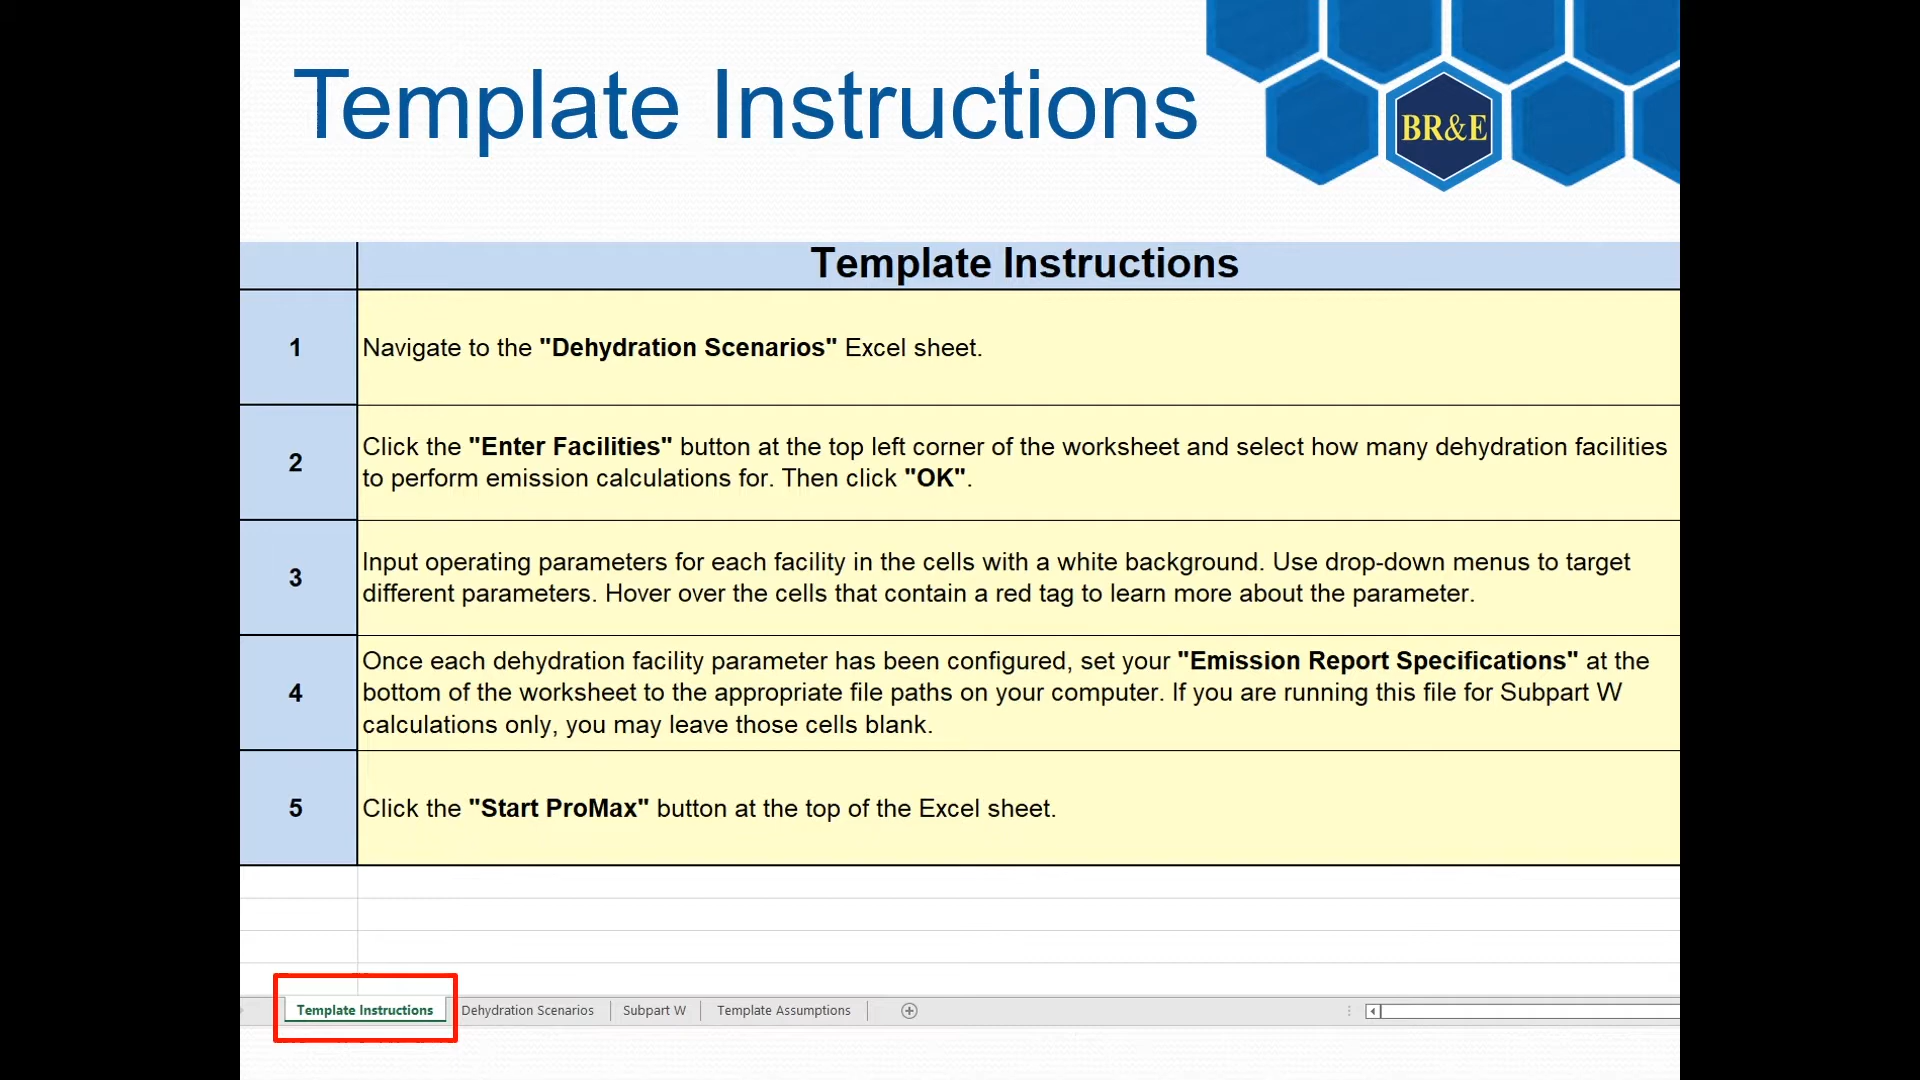 Template Instructions
BR&E
Template Instructions
1
Navigate to the "Dehydration Scenarios" Excel sheet.
2
Click the "Enter Facilities" button at the top left corner of the worksheet and select how many dehydration facilities
to perform emission calculations for. Then click "OK".
3
Input operating parameters for each facility in the cells with a white background. Use drop-down menus to target
different parameters. Hover over the cells that contain a red tag to learn more about the parameter.
4
Once each dehydration facility parameter has been configured, set your "Emission Report Specifications" at the
bottom of the worksheet to the appropriate file paths on your computer. If you are running this file for Subpart W
calculations only, you may leave those cells blank.
5
Click the "Start ProMax" button at the top of the Excel sheet.
Template Instructions Dehydration Scenarios Subpart W Template Assumptions